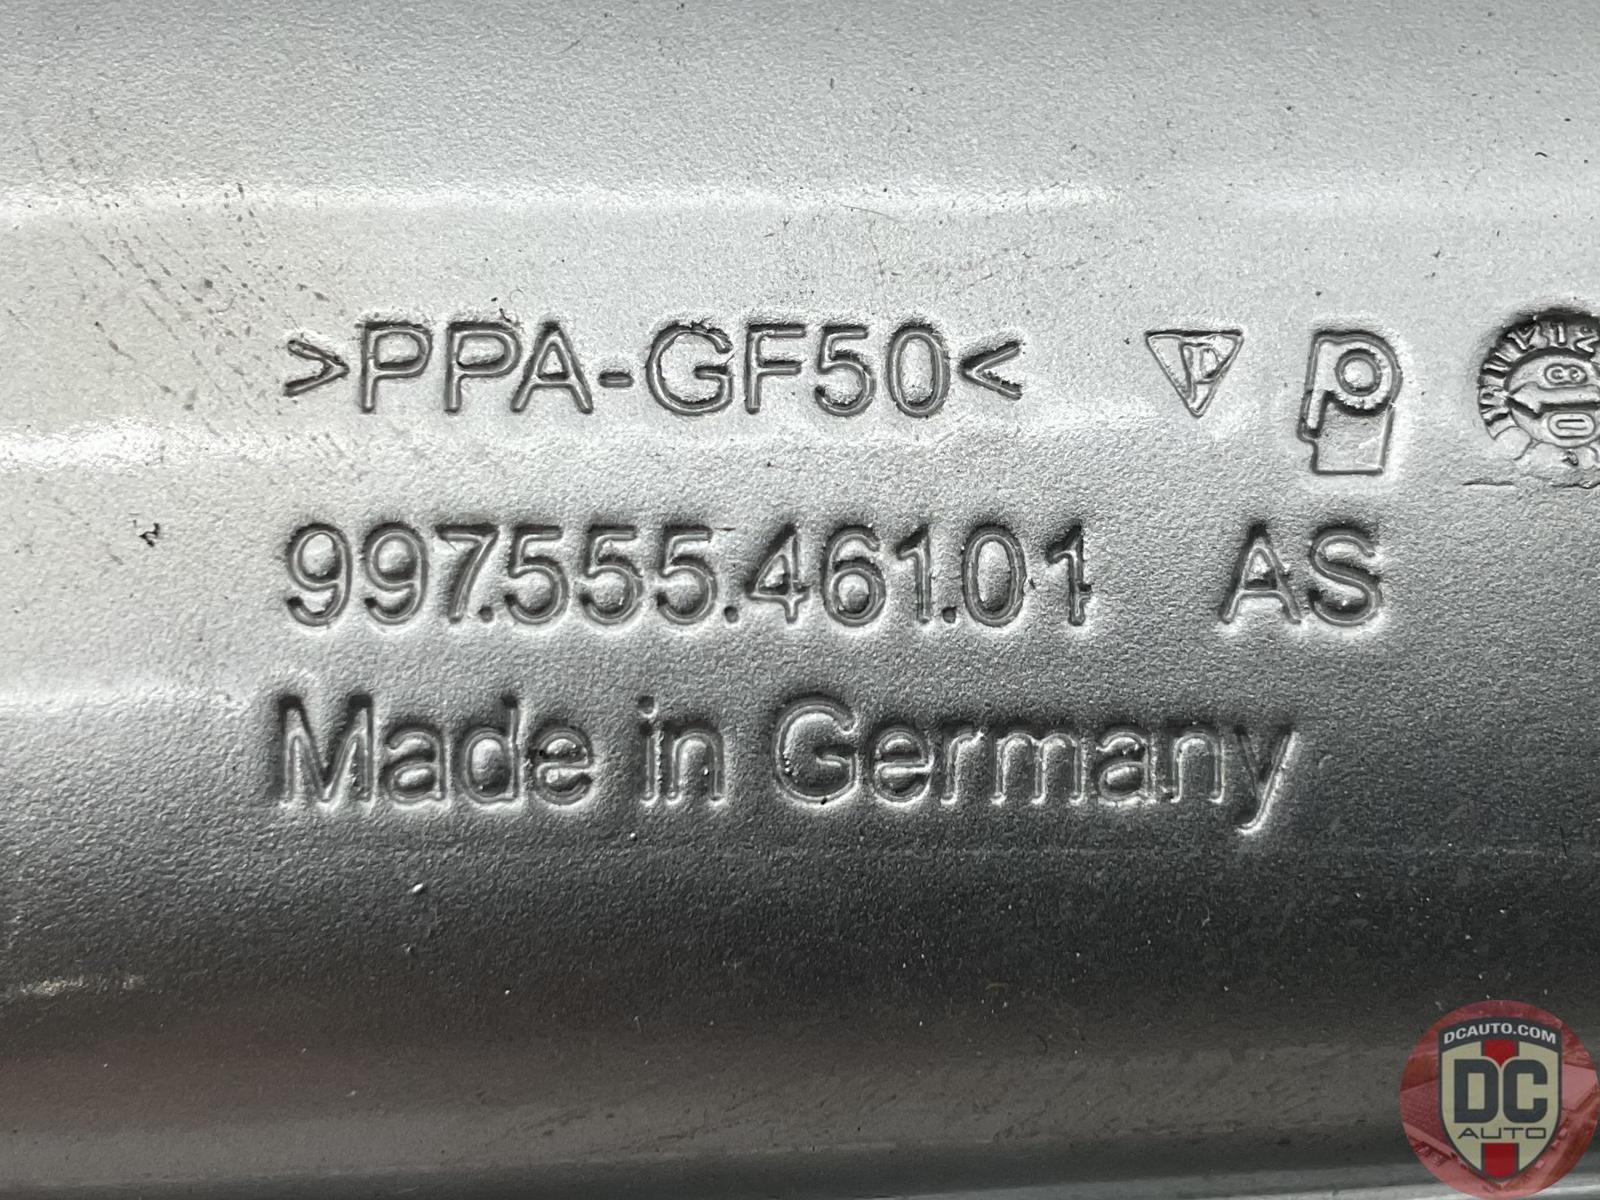 >PPA-GF50<
997.555.461.01 AS
Made in Germany
DCAUTO.COM
DC
AUTO